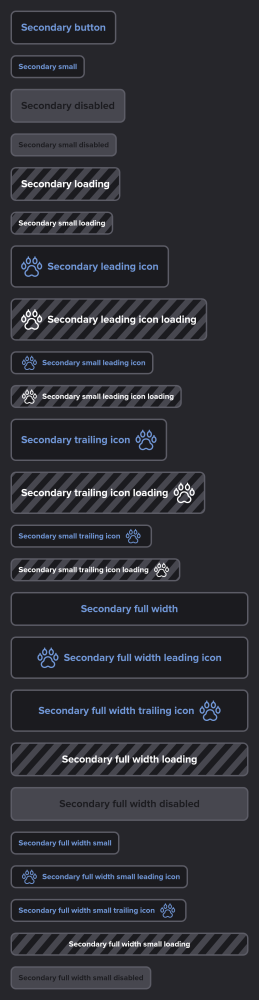 Secondary button
Secondary small
Secondary disabled
Secondary small disabled
Secondary loading
Secondary small loading
Secondary leading icon
Secondary leading icon loading
Secondary small leading icon
Secondary small leading icon loading
Secondary trailing icon
Secondary trailing icon loading
Secondary small trailing icon
Secondary small trailing icon loading
Secondary full width
Secondary full width leading icon
Secondary full width trailing icon
Secondary full width loading
Secondary full width disabled
Secondary full width small
Secondary full width small leading icon
Secondary full width small trailing icon
Secondary full width small loading
Secondary full width small disabled